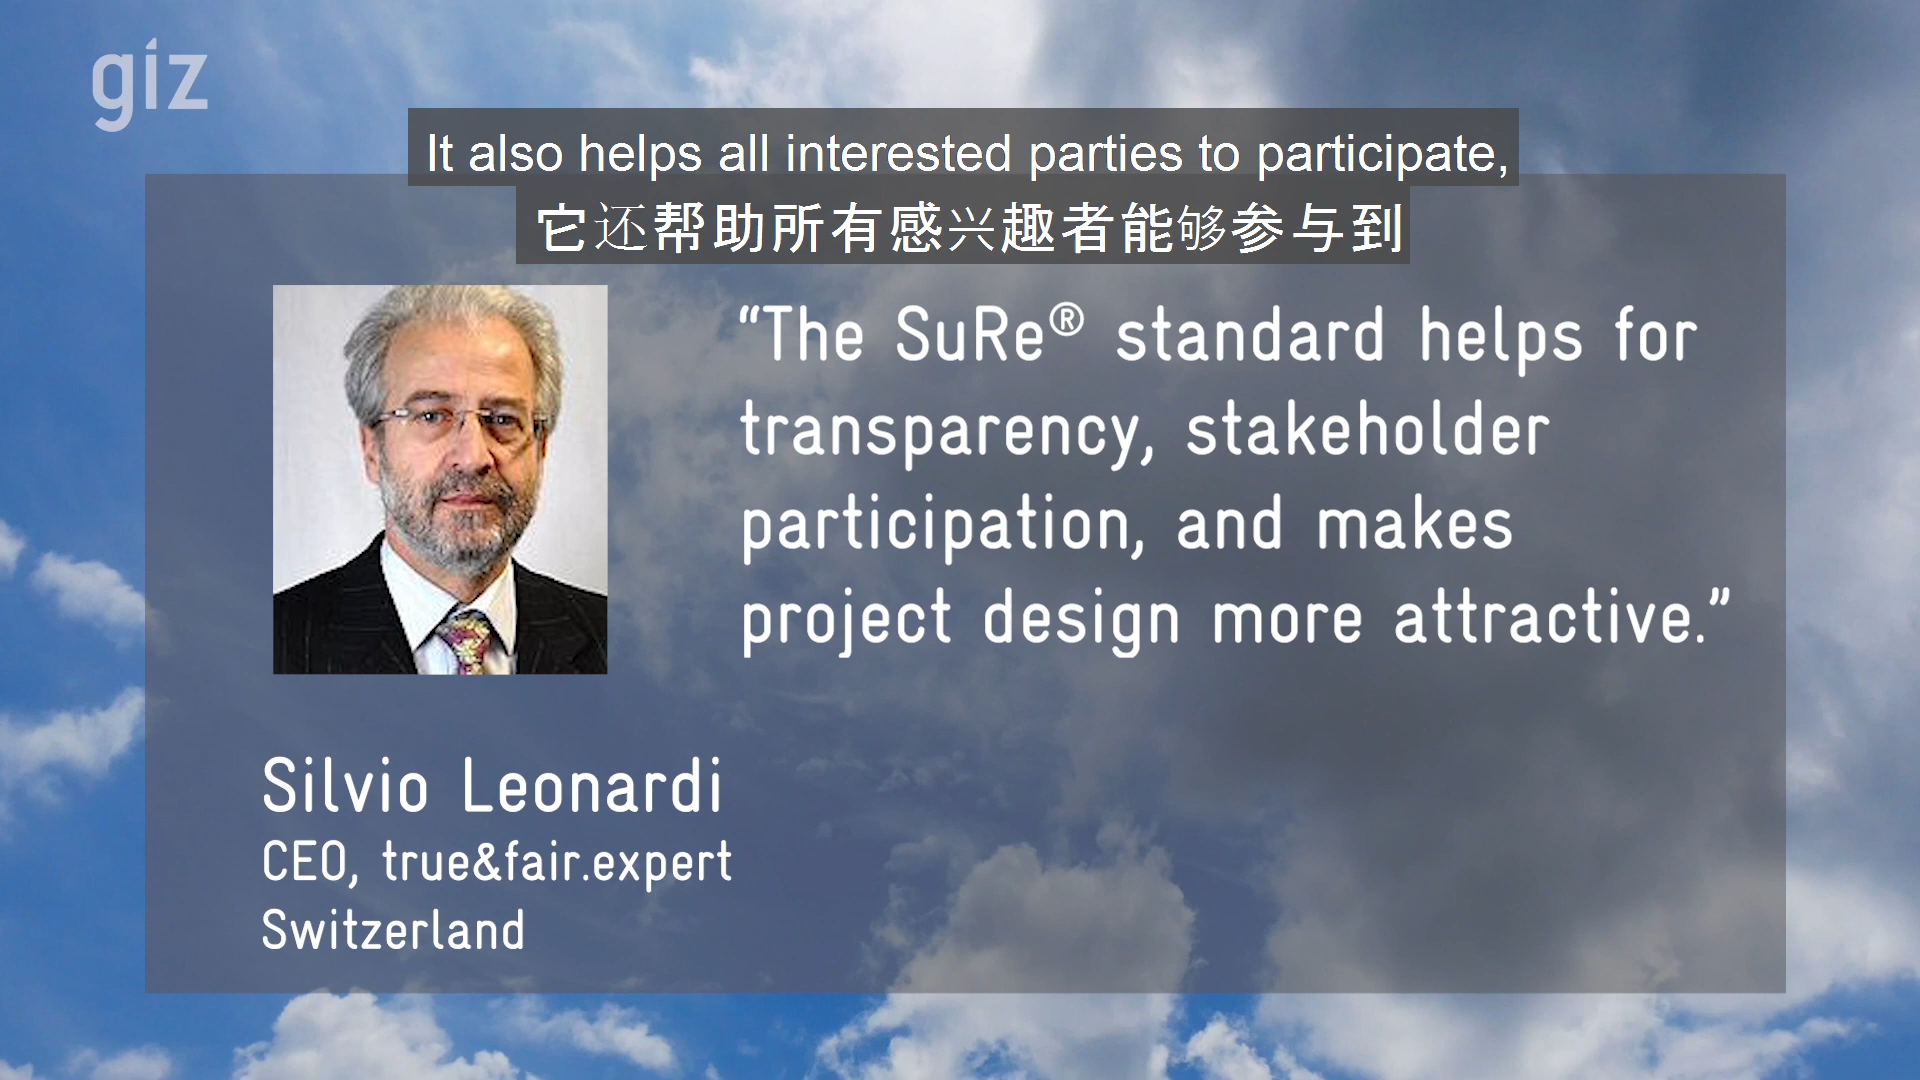 giz
It also helps all interested parties to participate,
它还帮助所有感兴趣者能够参与到
“The SuRe® standard helps for
transparency, stakeholder
participation, and makes
project design more attractive.”
Silvio Leonardi
CEO, true&fair.expert
Switzerland